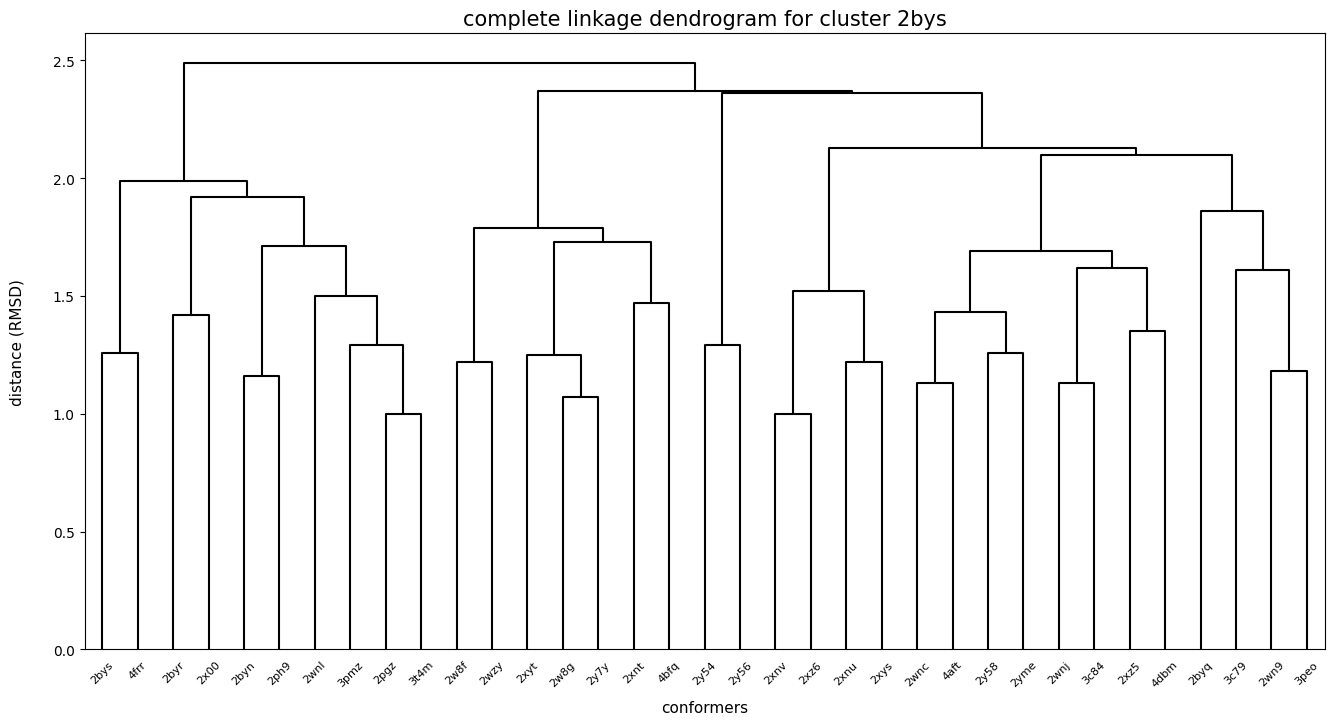 complete linkage dendrogram for cluster 2bys
2.5
2.0
1.5
1.0
0.5
0.0
distance (RMSD)
2bys 4frr 2byr 2x00 2byn 2ph9 2wnl 3pmz 2pgz 3t4m 2w8f 2wzy 2xyt 2w8g 2y7y 2xnt 4bfq 2y54 2y56 2xnv 2xz6 2xnu 2xys 2wnc 4aft 2y58 2yme 2wnj 3c84 2xz5 4dbm 2byq 3c79 2wn9 3peo
conformers